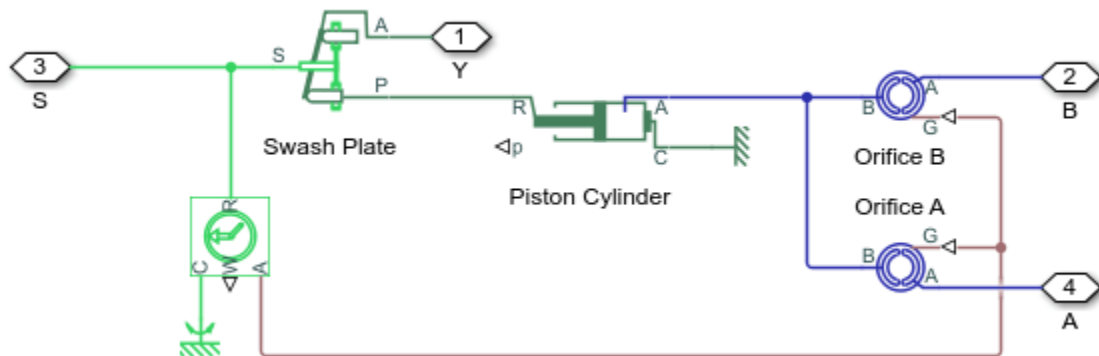 A
1
Y
S
3
S
P
R
A
B
A
2
B
G
Swash Plate
p
C
Orifice B
Piston Cylinder
Orifice A
R
G
B
A
4
A
C
W
A